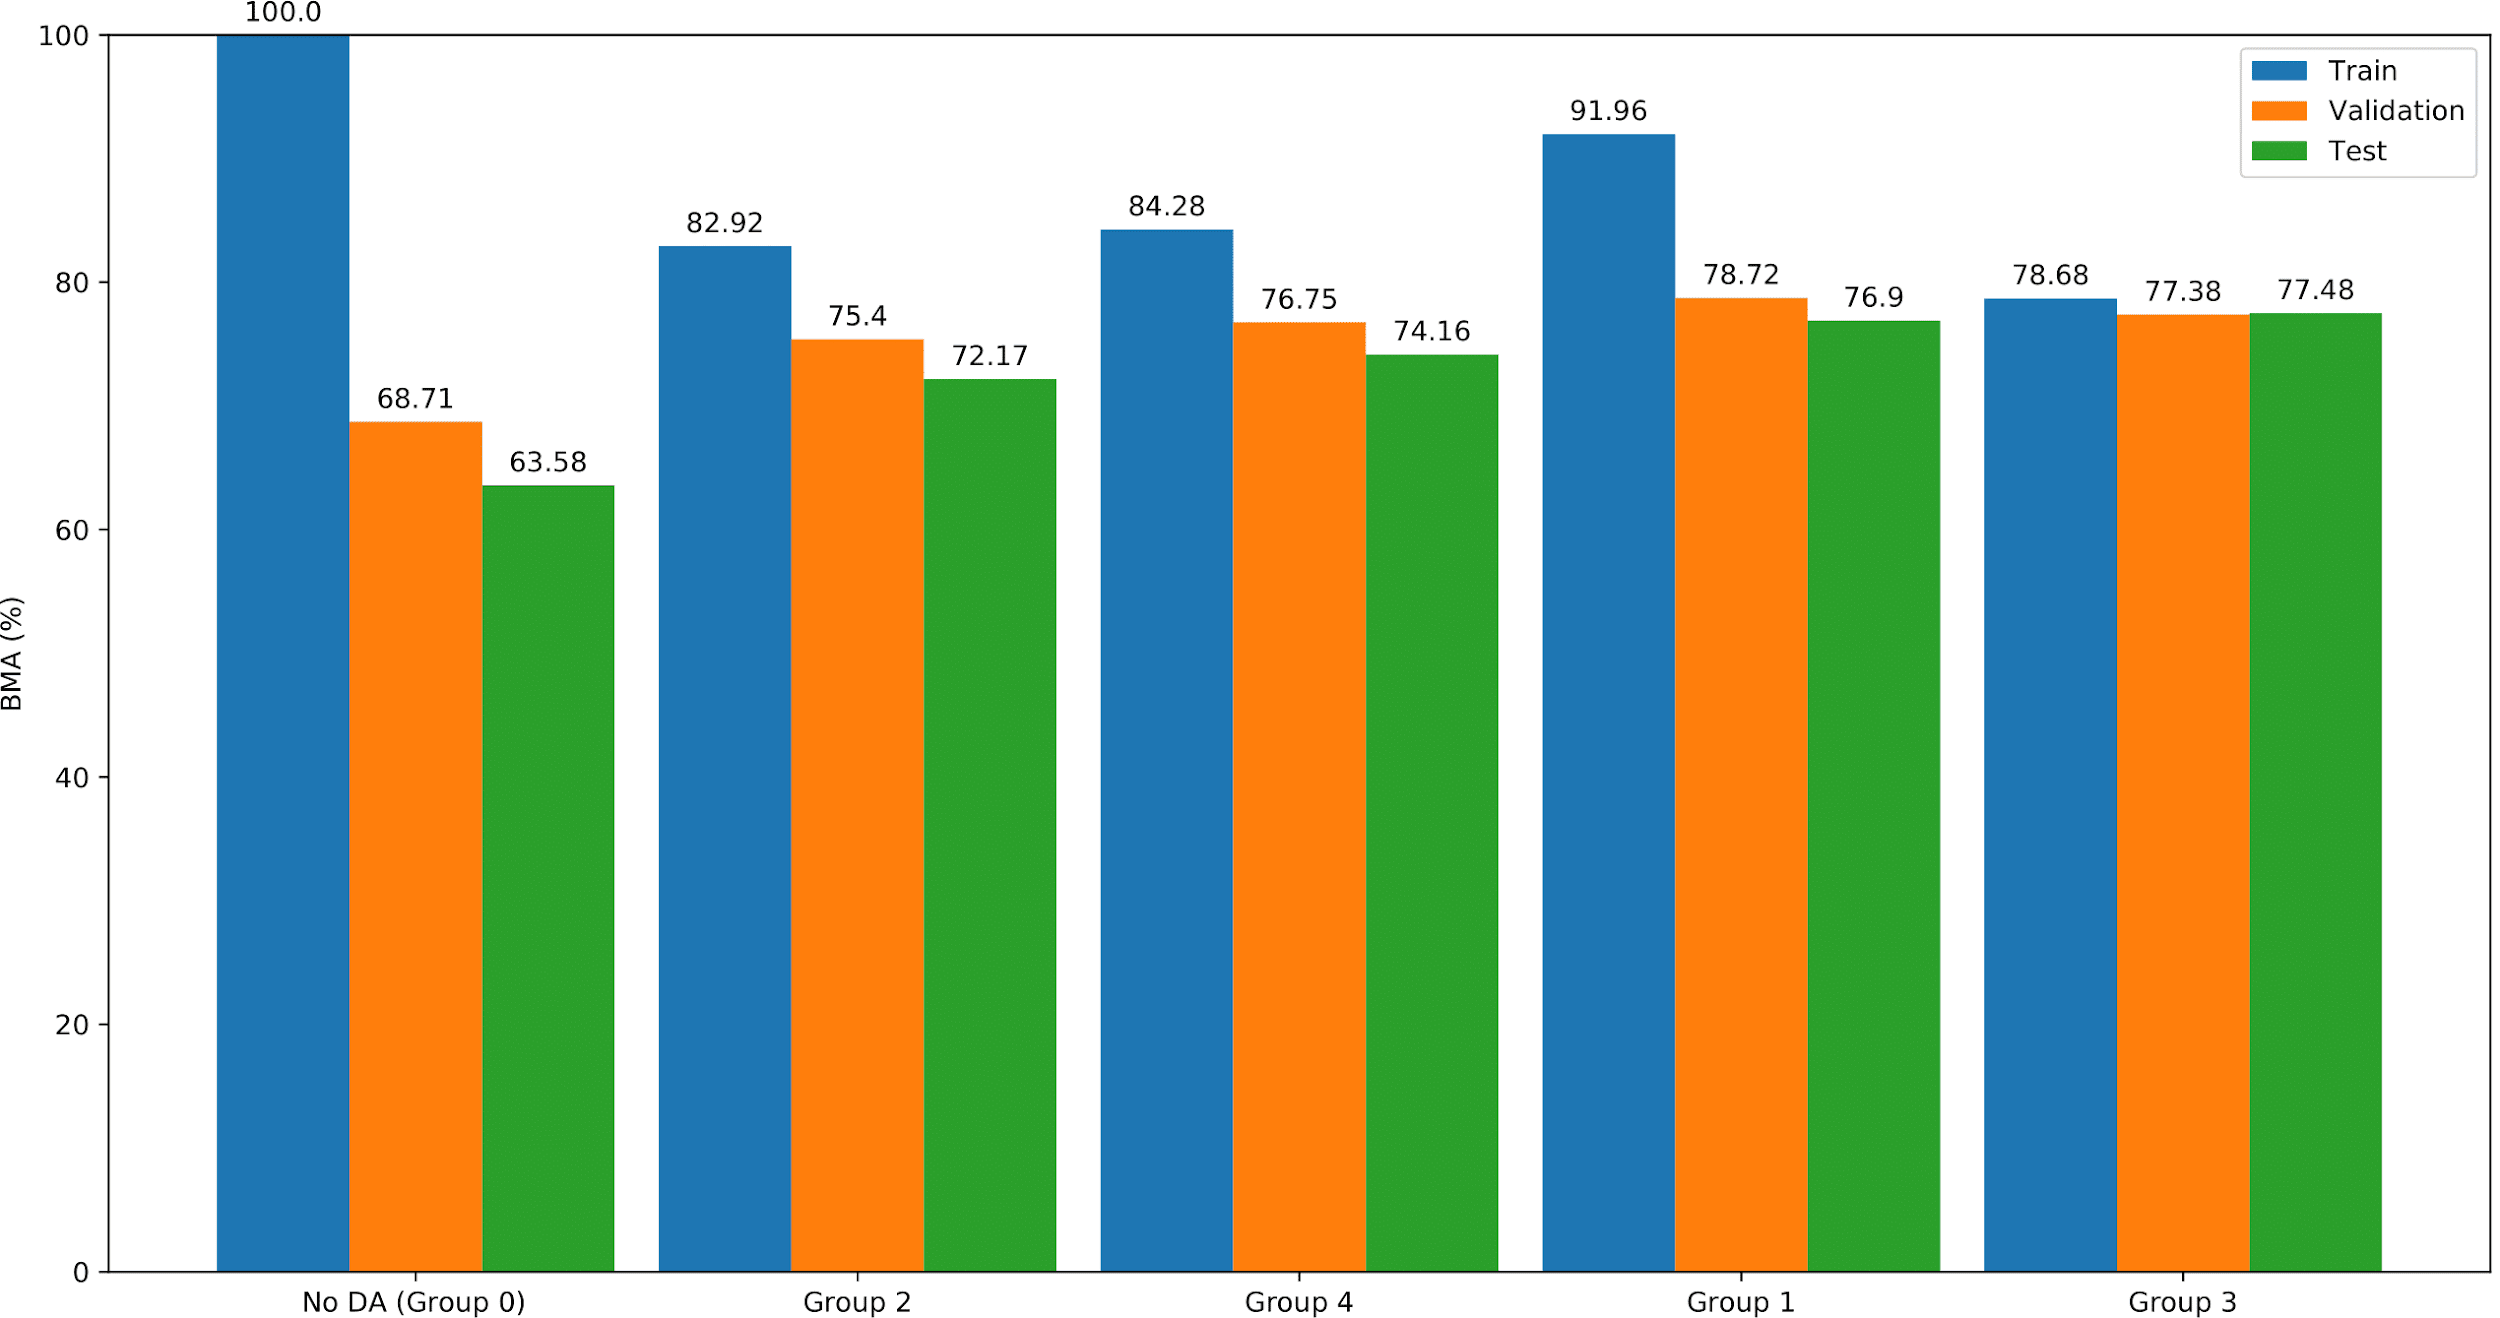 100.0
100
91.96
84.28
82.92
80
78.72
78.68
77.38
77.48
76.9
76.75
75.4
74.16
72.17
68.71
63.58
60
40
20
0
BMA (%)
Train
Validation
Test
No DA (Group 0)
Group 2
Group 4
Group 1
Group 3